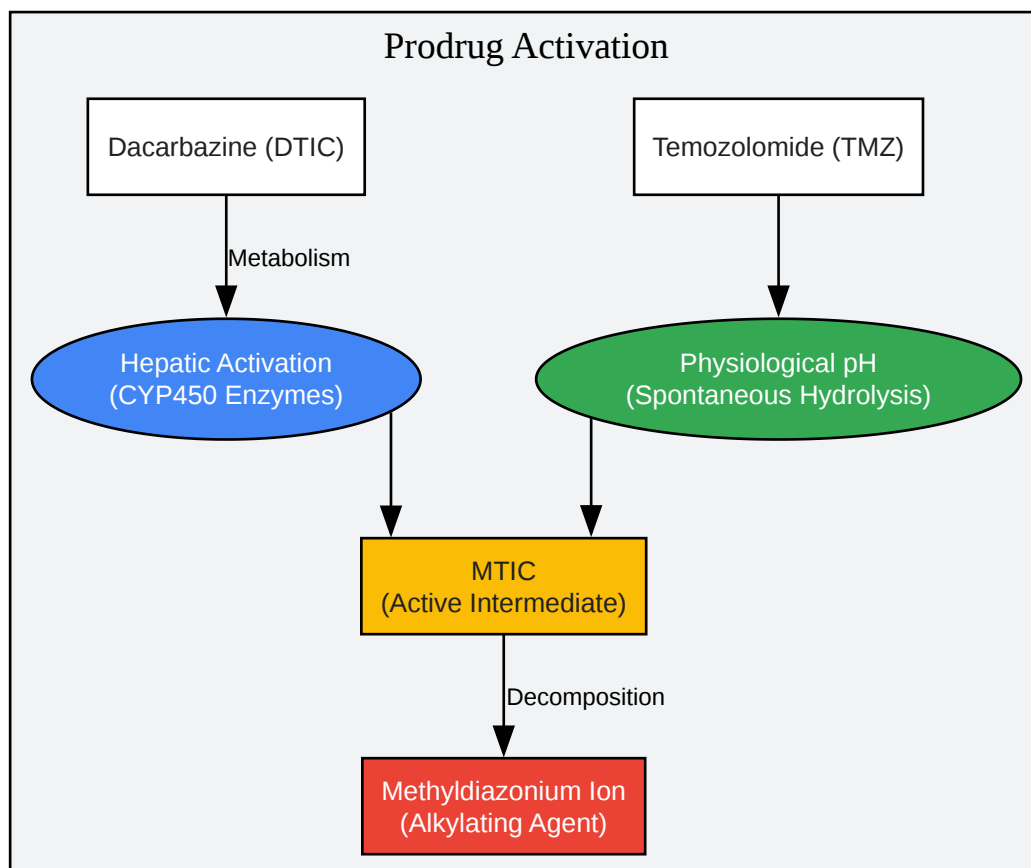 Prodrug Activation
Dacarbazine (DTIC)
Temozolomide (TMZ)
Metabolism
Hepatic Activation
(CYP450 Enzymes)
Physiological pH
(Spontaneous Hydrolysis)
MTIC
(Active Intermediate)
Decomposition
Methyldiazonium Ion
(Alkylating Agent)